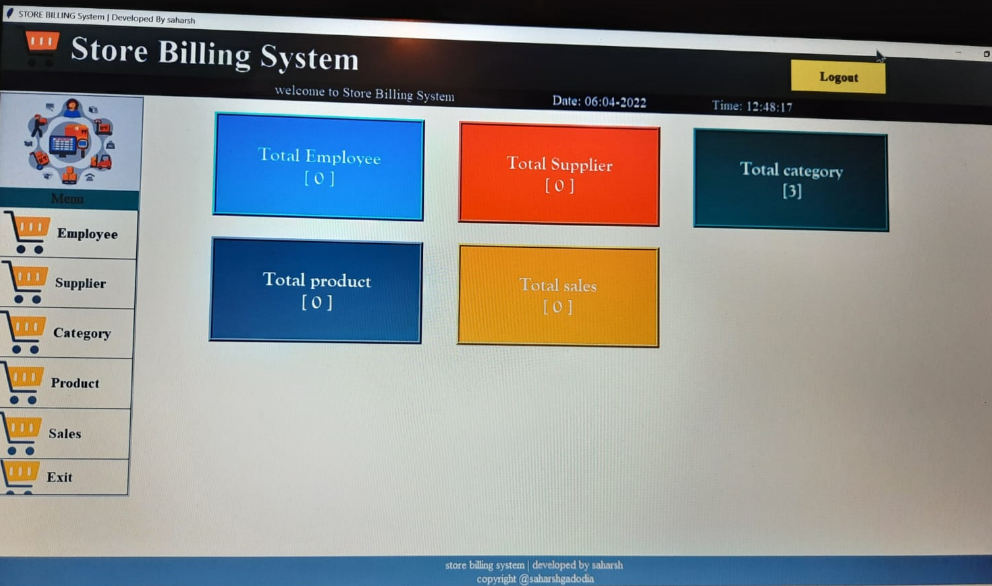 STORE BILLING System | Developed By saharsh
Store Billing System
Logout
welcome to Store Billing System
Date: 06:04-2022
Time: 12:48:17
Total Employee
[ 0 ]
Total Supplier
[ 0 ]
Total category
[3]
Menu
Employee
Supplier
Category
Product
Sales
Exit
Total product
[ 0 ]
Total sales
[ 0 ]
store billing system | developed by saharsh
copyright @saharshgadodia